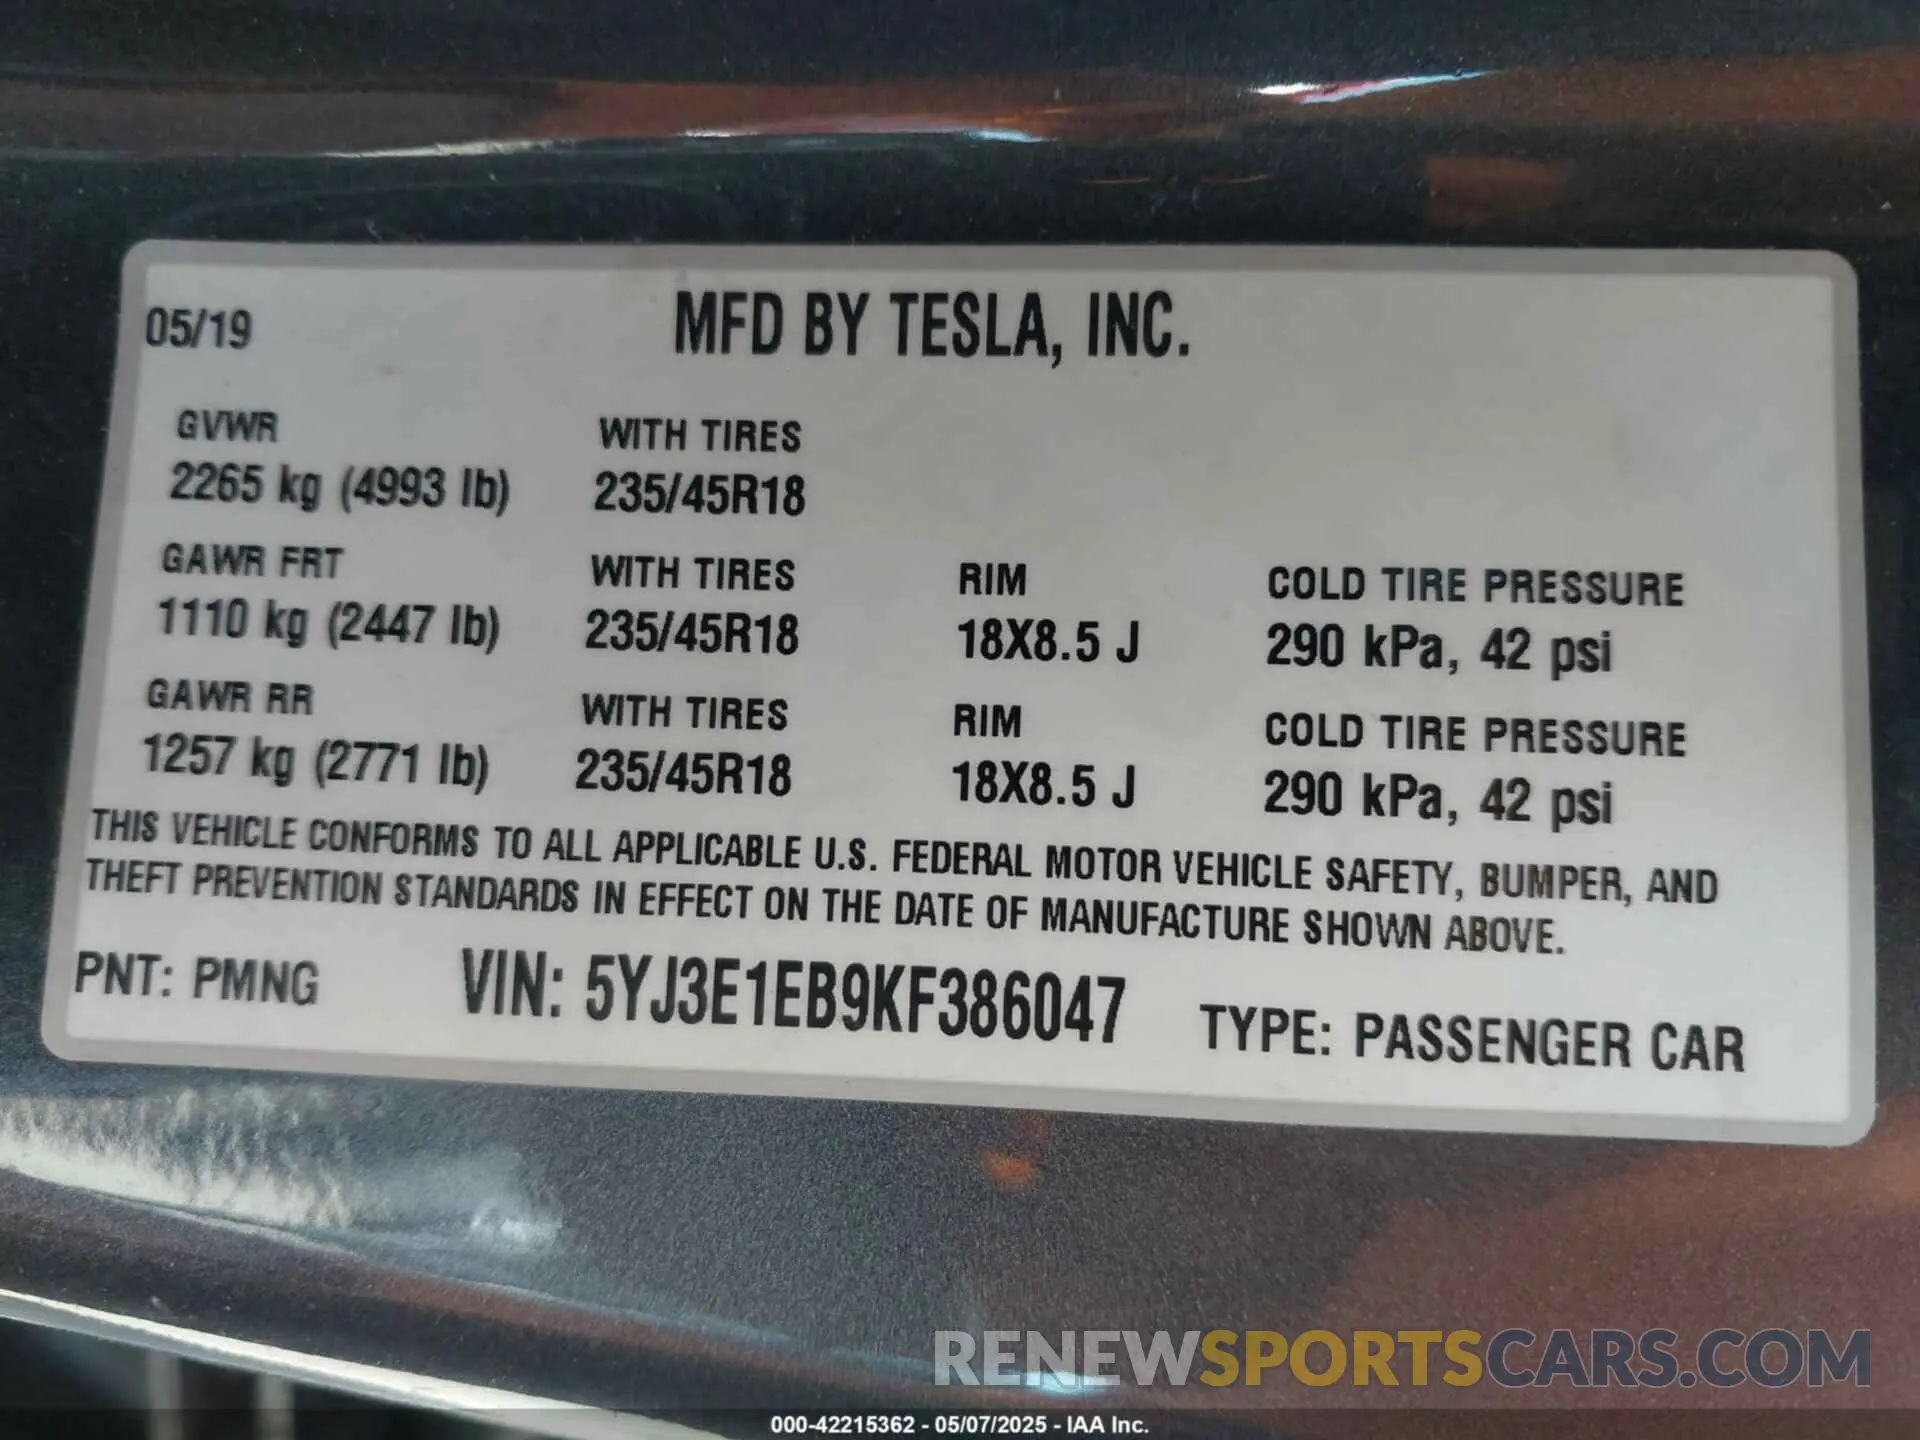 05/19 MFD BY TESLA, INC.
GVWR WITH TIRES
2265 kg (4993 lb) 235/45R18
GAWR FRT WITH TIRES RIM COLD TIRE PRESSURE
1110 kg (2447 lb) 235/45R18 18X8.5 J 290 kPa, 42 psi
GAWR RR WITH TIRES RIM COLD TIRE PRESSURE
1257 kg (2771 lb) 235/45R18 18X8.5 J 290 kPa, 42 psi
THIS VEHICLE CONFORMS TO ALL APPLICABLE U.S. FEDERAL MOTOR VEHICLE SAFETY, BUMPER, AND
THEFT PREVENTION STANDARDS IN EFFECT ON THE DATE OF MANUFACTURE SHOWN ABOVE.
PNT: PMNG VIN: 5YJ3E1EB9KF386047 TYPE: PASSENGER CAR
RENEWSPORTSCARS.COM
000-42215362 - 05/07/2025 - IAA Inc.